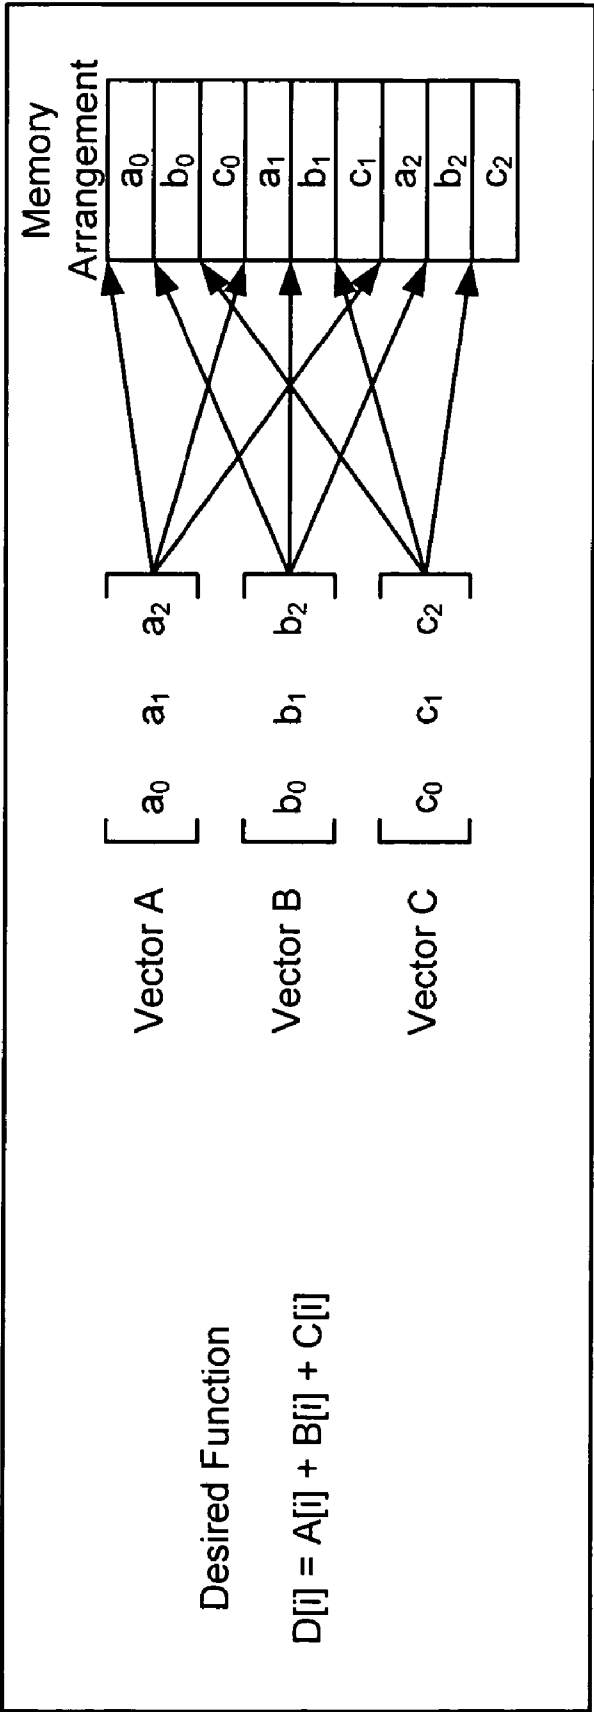 Desired Function
D[i] = A[i] + B[i] + C[i]
Vector A
a₀ a₁ a₂
Vector B
b₀ b₁ b₂
Vector C
c₀ c₁ c₂
Memory
Arrangement
a₀
b₀
c₀
a₁
b₁
c₁
a₂
b₂
c₂